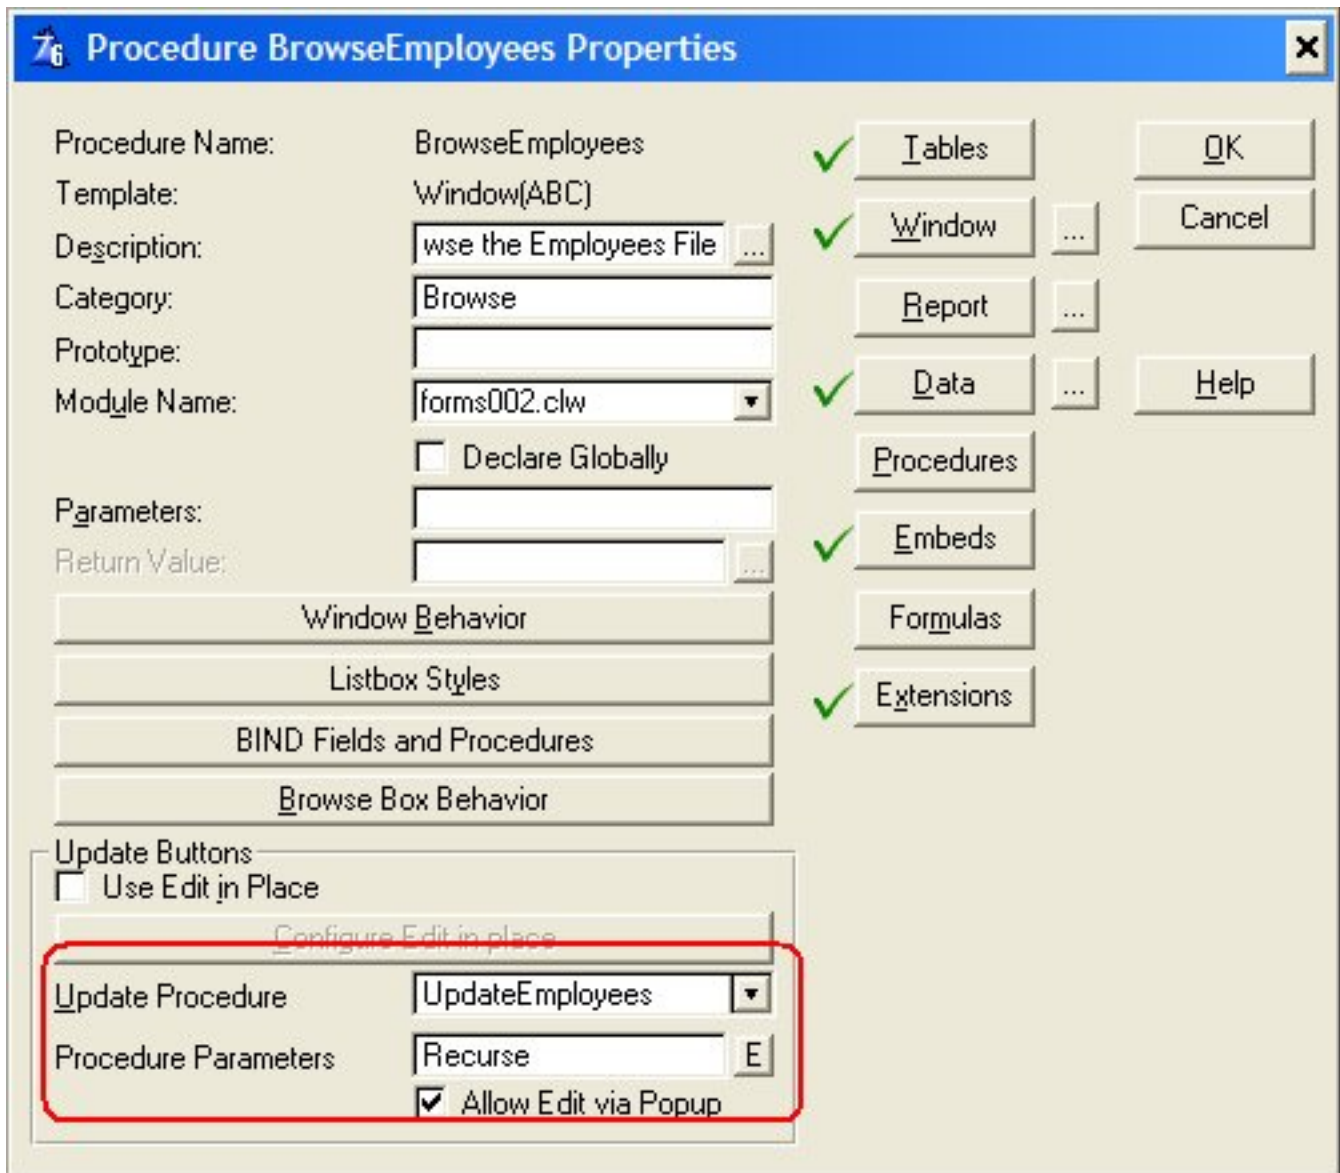 76 Procedure BrowseEmployees Properties
Procedure Name: BrowseEmployees
Template: Window(ABC)
Description: wse the Employees File ...
Category: Browse
Prototype:
Module Name: forms002.clw
Declare Globally
Parameters:
Return Value: ...
Window Behavior
Listbox Styles
BIND Fields and Procedures
Browse Box Behavior
Update Buttons
Use Edit in Place
Configure Edit in place
Update Procedure UpdateEmployees
Procedure Parameters Recurse E
Allow Edit via Popup
Tables
Window ...
Report ...
Data ...
Procedures
Embeds
Formulas
Extensions
OK
Cancel
Help